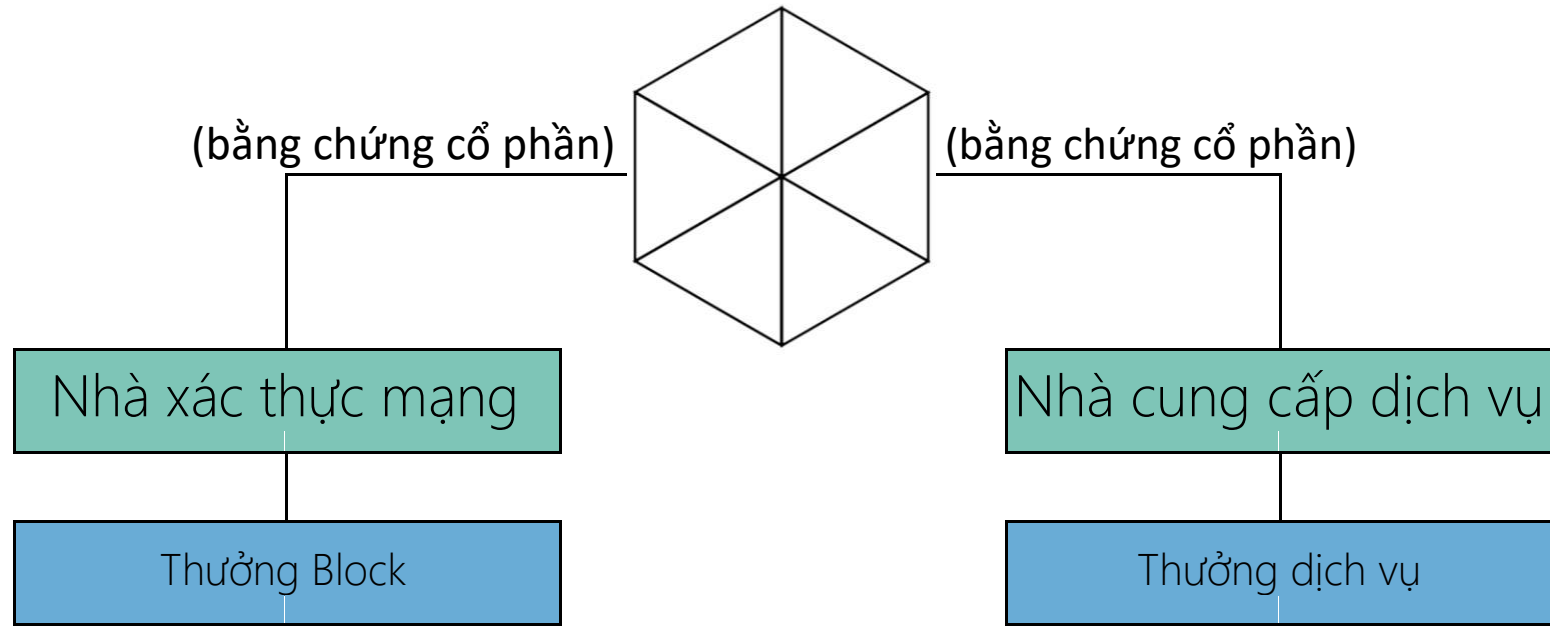 (bằng chứng cổ phần)
(bằng chứng cổ phần)
Nhà xác thực mạng
Nhà cung cấp dịch vụ
Thưởng Block
Thưởng dịch vụ